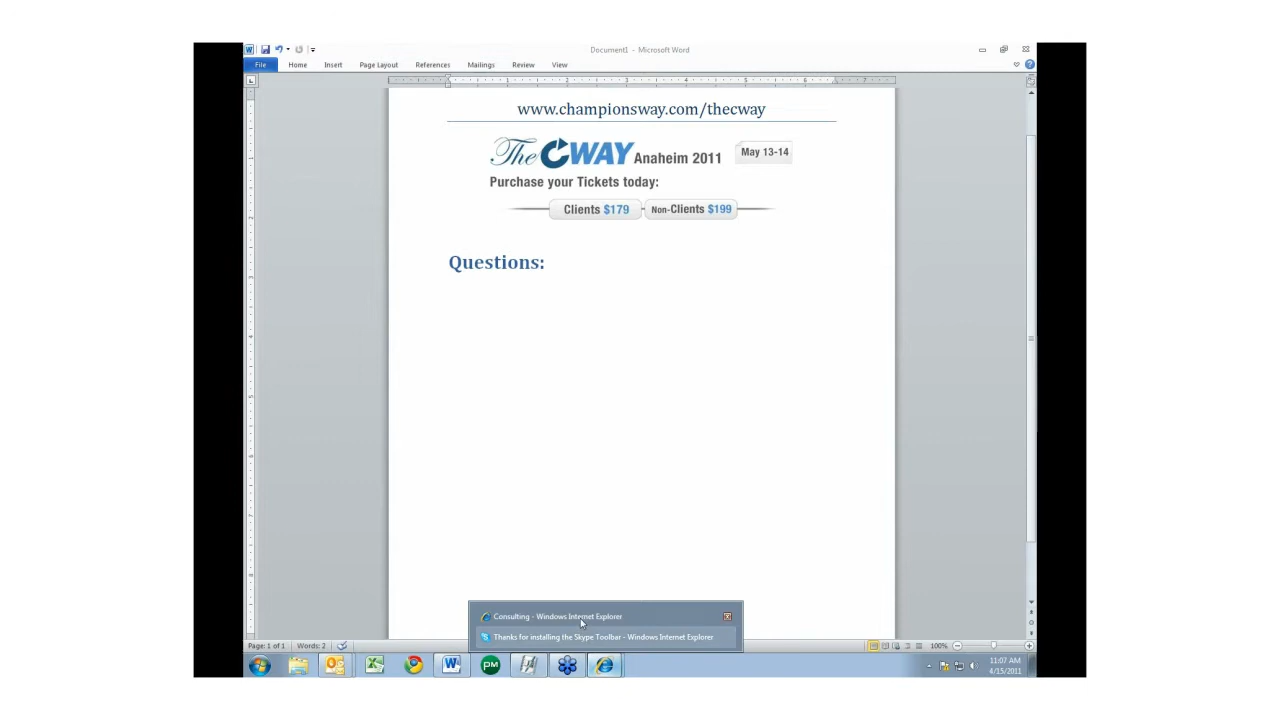 Document1 - Microsoft Word
File Home Insert Page Layout References Mailings Review View
www.championsway.com/thecway
The CWAY Anaheim 2011 May 13-14
Purchase your Tickets today:
Clients $179 Non-Clients $199
Questions:
Consulting - Windows Internet Explorer
Thanks for installing the Skype Toolbar - Windows Internet Explorer
Page: 1 of 1 Words: 2 100%
pm 11:07 AM
4/15/2011